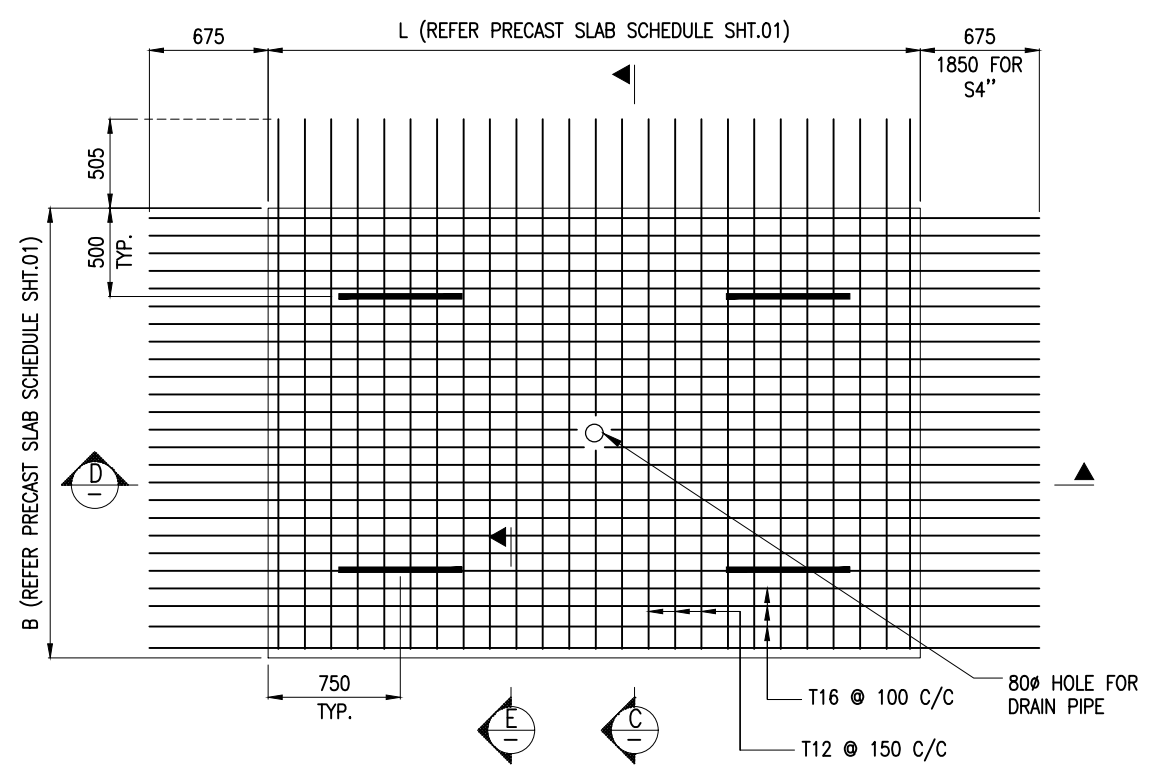 675
L (REFER PRECAST SLAB SCHEDULE SHT.01)
675
1850 FOR
S4”
505
500
TYP.
B (REFER PRECAST SLAB SCHEDULE SHT.01)
D
–
750
TYP.
E
–
C
–
T16 @ 100 C/C
T12 @ 150 C/C
80ø HOLE FOR
DRAIN PIPE